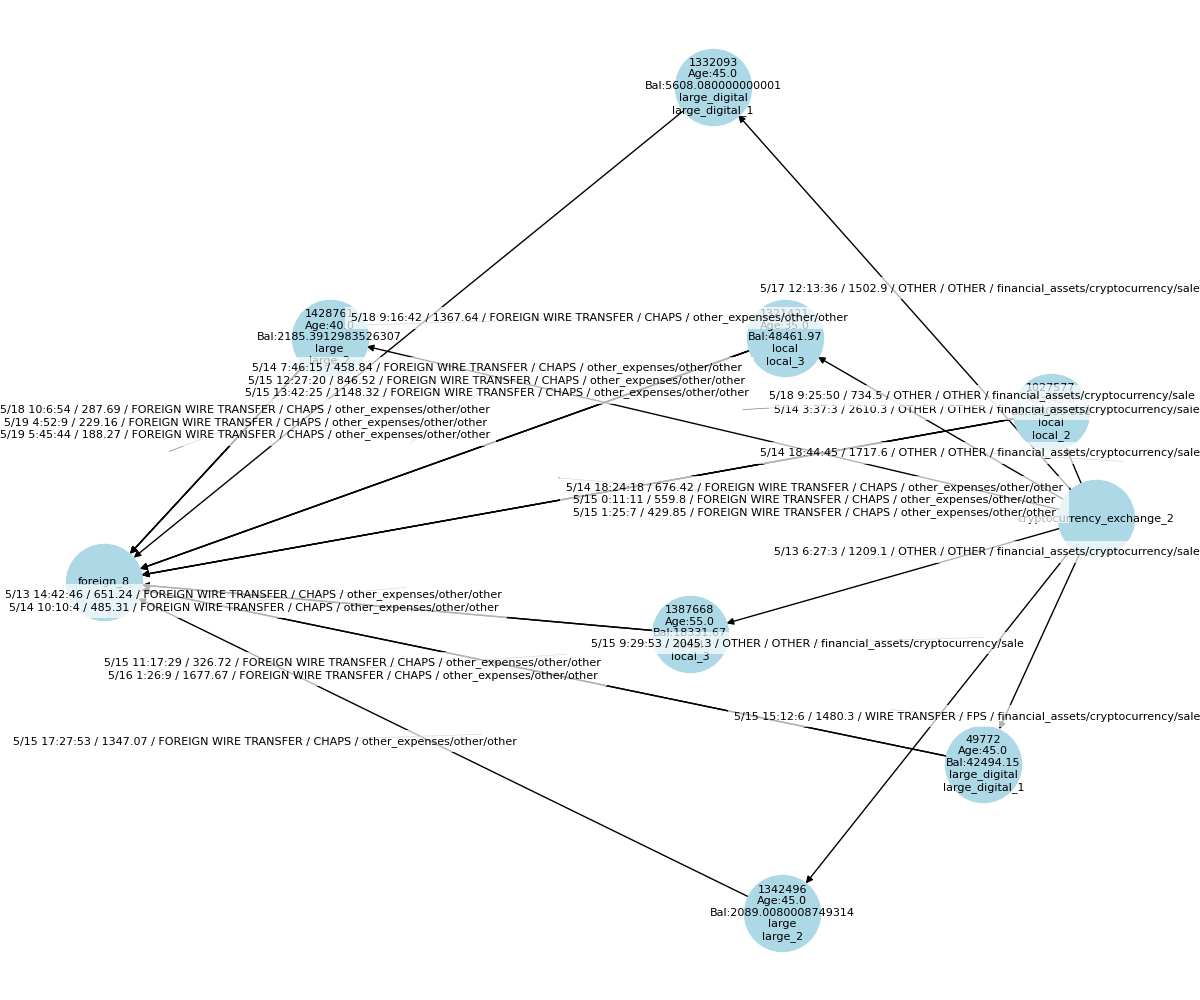 1332093
Age:45.0
Bal:5608.080000000001
large_digital
large_digital_1
5/17 12:13:36 / 1502.9 / OTHER / OTHER / financial_assets/cryptocurrency/sale
142876
Age:40.0
Bal:2185.3912983526307
large
large_2
5/18 9:16:42 / 1367.64 / FOREIGN WIRE TRANSFER / CHAPS / other_expenses/other/other
Age:35.0
Bal:48461.97
local
local_3
5/14 7:46:15 / 458.84 / FOREIGN WIRE TRANSFER / CHAPS / other_expenses/other/other
5/15 12:27:20 / 846.52 / FOREIGN WIRE TRANSFER / CHAPS / other_expenses/other/other
5/15 13:42:25 / 1148.32 / FOREIGN WIRE TRANSFER / CHAPS / other_expenses/other/other
1027577
local
local_2
5/18 9:25:50 / 734.5 / OTHER / OTHER / financial_assets/cryptocurrency/sale
5/14 3:37:3 / 2610.3 / OTHER / OTHER / financial_assets/cryptocurrency/sale
5/18 10:6:54 / 287.69 / FOREIGN WIRE TRANSFER / CHAPS / other_expenses/other/other
5/19 4:52:9 / 229.16 / FOREIGN WIRE TRANSFER / CHAPS / other_expenses/other/other
5/19 5:45:44 / 188.27 / FOREIGN WIRE TRANSFER / CHAPS / other_expenses/other/other
5/14 18:44:45 / 1717.6 / OTHER / OTHER / financial_assets/cryptocurrency/sale
5/14 18:24:18 / 676.42 / FOREIGN WIRE TRANSFER / CHAPS / other_expenses/other/other
5/15 0:11:11 / 559.8 / FOREIGN WIRE TRANSFER / CHAPS / other_expenses/other/other
5/15 1:25:7 / 429.85 / FOREIGN WIRE TRANSFER / CHAPS / other_expenses/other/other
cryptocurrency_exchange_2
5/13 6:27:3 / 1209.1 / OTHER / OTHER / financial_assets/cryptocurrency/sale
foreign_8
5/13 14:42:46 / 651.24 / FOREIGN WIRE TRANSFER / CHAPS / other_expenses/other/other
5/14 10:10:4 / 485.31 / FOREIGN WIRE TRANSFER / CHAPS / other_expenses/other/other
1387668
Age:55.0
Bal:18331.67
local_3
5/15 9:29:53 / 2045.3 / OTHER / OTHER / financial_assets/cryptocurrency/sale
5/15 11:17:29 / 326.72 / FOREIGN WIRE TRANSFER / CHAPS / other_expenses/other/other
5/16 1:26:9 / 1677.67 / FOREIGN WIRE TRANSFER / CHAPS / other_expenses/other/other
5/15 15:12:6 / 1480.3 / WIRE TRANSFER / FPS / financial_assets/cryptocurrency/sale
5/15 17:27:53 / 1347.07 / FOREIGN WIRE TRANSFER / CHAPS / other_expenses/other/other
49772
Age:45.0
Bal:42494.15
large_digital
large_digital_1
1342496
Age:45.0
Bal:2089.0080008749314
large
large_2